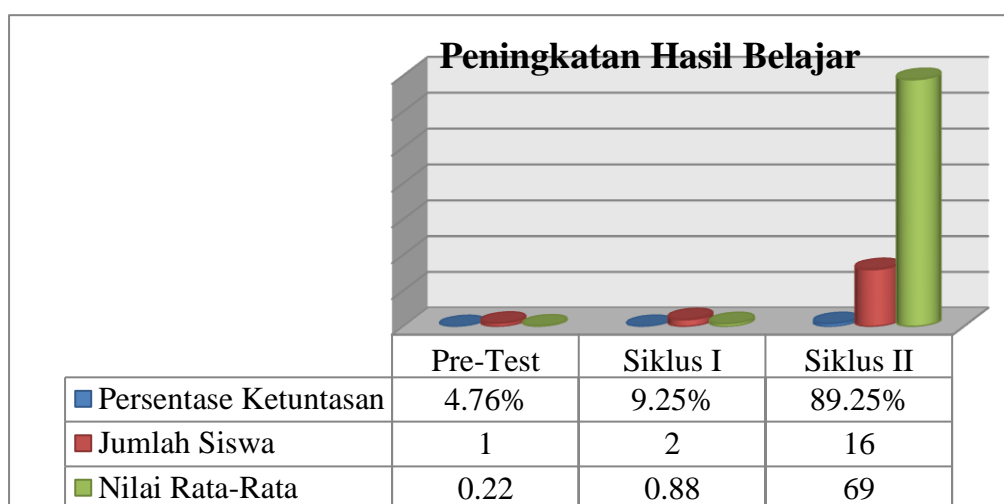 Peningkatan Hasil Belajar
Pre-Test Siklus I Siklus II
Persentase Ketuntasan 4.76% 9.25% 89.25%
Jumlah Siswa 1 2 16
Nilai Rata-Rata 0.22 0.88 69